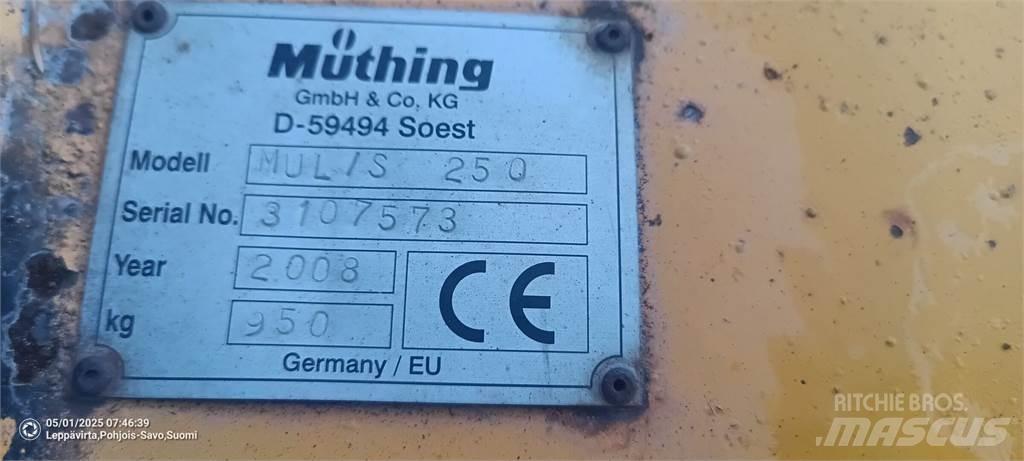 Müthing
GmbH & Co. KG
D-59494 Soest
Modell MUL/S 250
Serial No. 3107573
Year 2008
kg 950
CE
Germany / EU
05/01/2025 07:46:39
Leppävirta,Pohjois-Savo,Suomi
RITCHIE BROS.
MASCUS